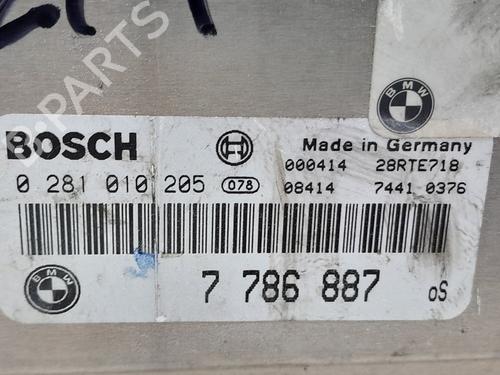 B-PARTS
BMW
BOSCH
Made in Germany
000414 28RTE718
0 281 010 205 078
08414 7441 0376
BMW
7 786 887 oS